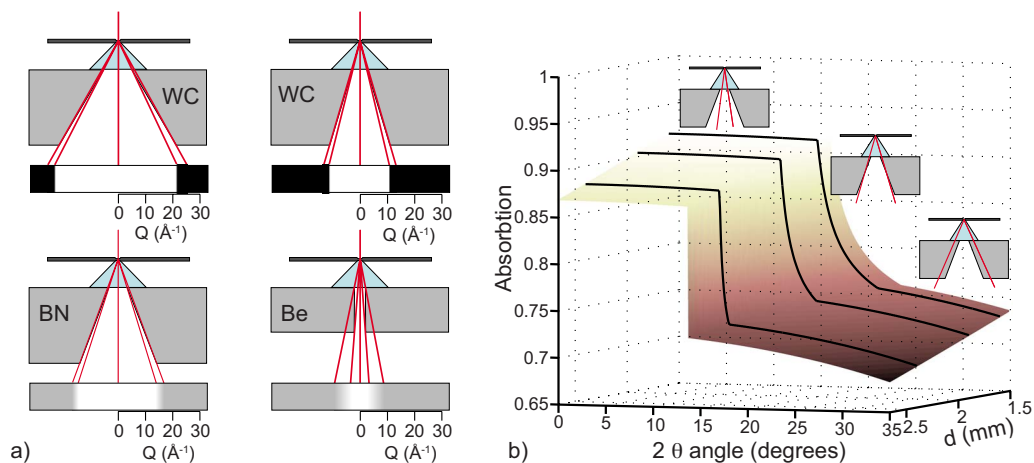 WC
0 10 20 30
Q (Å⁻¹)
WC
0 10 20 30
Q (Å⁻¹)
BN
0 10 20 30
Q (Å⁻¹)
Be
0 10 20 30
Q (Å⁻¹)
a)
Absorbtion
1
0.95
0.9
0.85
0.8
0.75
0.7
0.65
0 5 10 15 20 25 30 35
2 θ angle (degrees)
2.5 2 1.5
d (mm)
b)